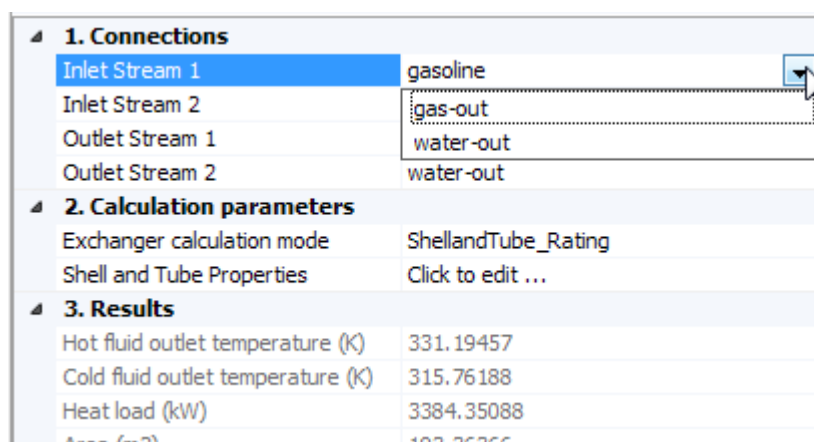 1. Connections
Inlet Stream 1 gasoline
Inlet Stream 2 gas-out
Outlet Stream 1 water-out
Outlet Stream 2 water-out
2. Calculation parameters
Exchanger calculation mode ShellandTube_Rating
Shell and Tube Properties Click to edit ...
3. Results
Hot fluid outlet temperature (K) 331.19457
Cold fluid outlet temperature (K) 315.76188
Heat load (kW) 3384.35088
Area (m2)